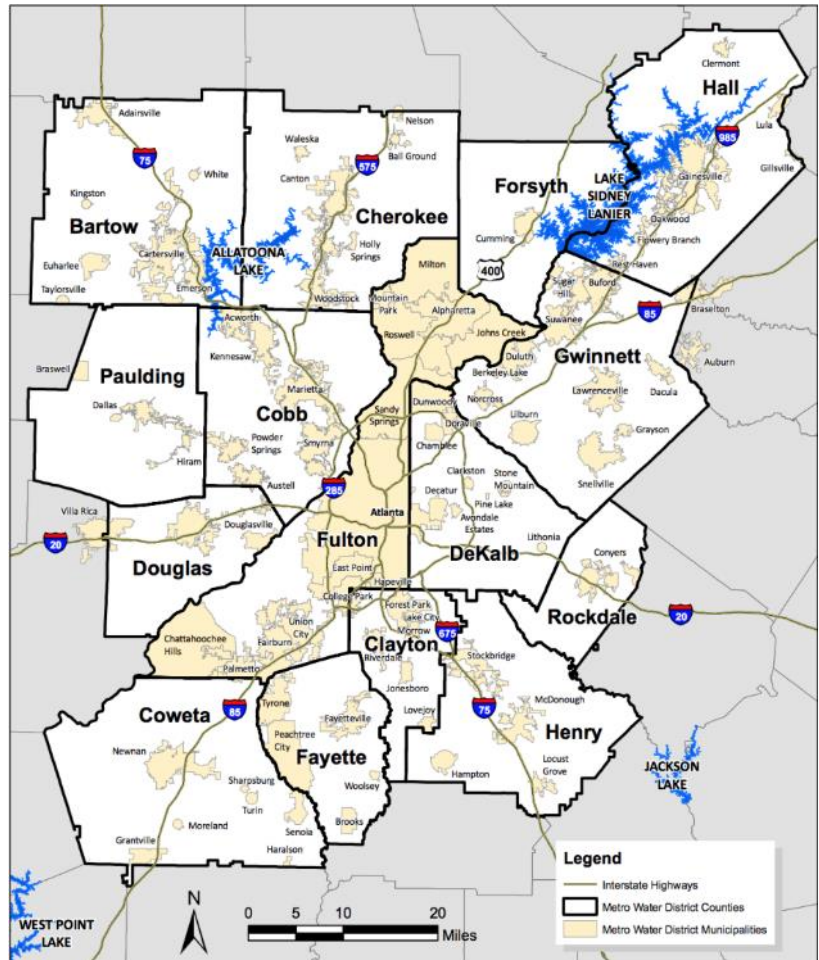 Clermont
Hall
Adairsville
Nelson
Lula
985
Waleska
Ball Ground
75
575
White
Canton
Gillsville
Forsyth
LAKE
SIDNEY
LANIER
Gainesville
Kingston
Cherokee
Oakwood
Bartow
Cumming
Flowery Branch
Holly
Springs
Cartersville
ALLATOONA
LAKE
400
Rest Haven
Euharlee
Milton
Emerson
Sugar
Hill
Buford
Taylorsville
Woodstock
Mountain
Park
Alpharetta
Braselton
Acworth
Suwanee
85
Roswell
Johns Creek
Kennesaw
Gwinnett
Auburn
Braswell
Paulding
Duluth
Berkeley Lake
Marietta
Dacula
Lawrenceville
Dallas
Cobb
Dunwoody
Norcross
Sandy
Springs
Doraville
Lilburn
Grayson
Powder
Springs
Smyrna
Chamblee
Hiram
Clarkston
Stone
Mountain
Snellville
Austell
285
Decatur
Pine Lake
Villa Rica
Atlanta
Avondale
Estates
Douglasville
Lithonia
20
Fulton
DeKalb
Conyers
Douglas
East Point
Hapeville
College Park
Rockdale
20
Forest Park
Lake City
Union
City
675
Chattahoochee
Hills
Fairburn
Morrow
Clayton
Stockbridge
Riverdale
Palmetto
Jonesboro
McDonough
Coweta
85
Tyrone
75
Lovejoy
Fayetteville
Henry
Newnan
Peachtree
City
Fayette
Locust
Grove
Hampton
JACKSON
LAKE
Sharpsburg
Woolsey
Turin
Moreland
Senoia
Brooks
Grantville
Haralson
Legend
Interstate Highways
Metro Water District Counties
Metro Water District Municipalities
N
0 5 10 20
Miles
WEST POINT
LAKE